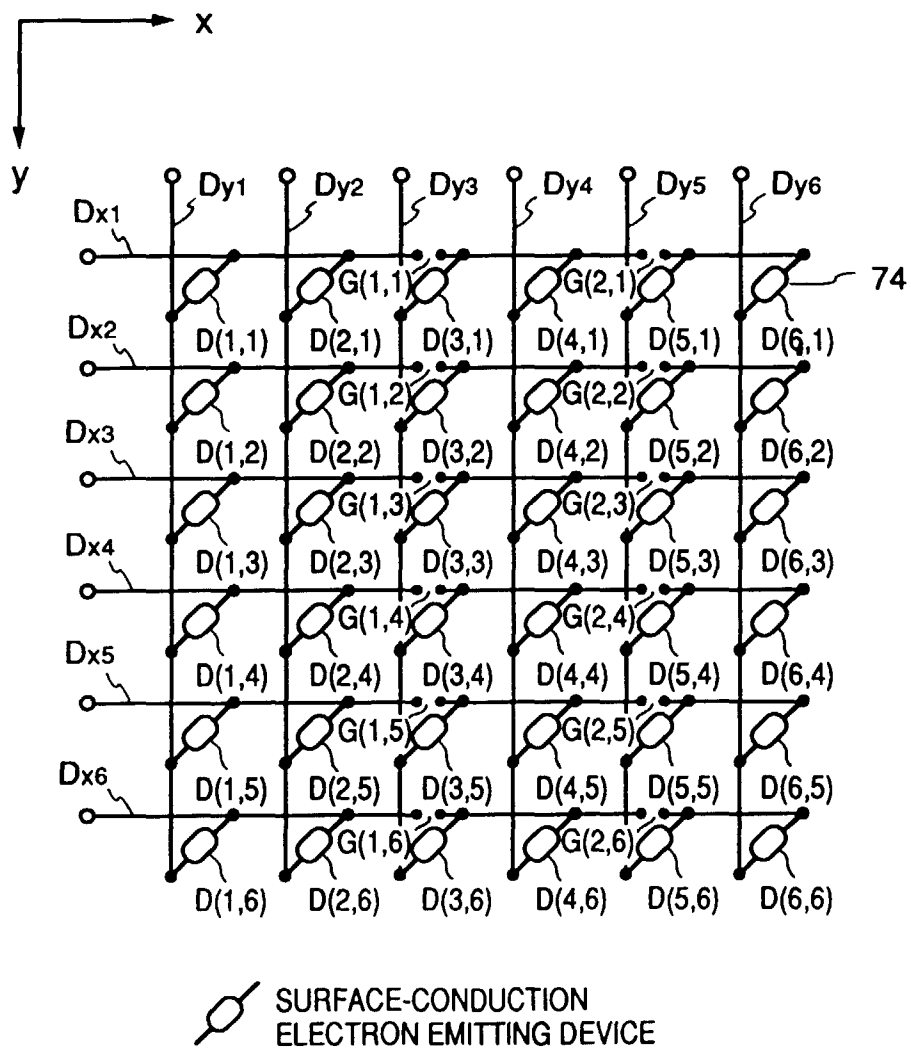 x
y
Dy1 Dy2 Dy3 Dy4 Dy5 Dy6
Dx1
G(1,1) G(2,1) 74
Dx2 D(1,1) D(2,1) D(3,1) D(4,1) D(5,1) D(6,1)
G(1,2) G(2,2)
Dx3 D(1,2) D(2,2) D(3,2) D(4,2) D(5,2) D(6,2)
G(1,3) G(2,3)
Dx4 D(1,3) D(2,3) D(3,3) D(4,3) D(5,3) D(6,3)
G(1,4) G(2,4)
Dx5 D(1,4) D(2,4) D(3,4) D(4,4) D(5,4) D(6,4)
G(1,5) G(2,5)
Dx6 D(1,5) D(2,5) D(3,5) D(4,5) D(5,5) D(6,5)
G(1,6) G(2,6)
D(1,6) D(2,6) D(3,6) D(4,6) D(5,6) D(6,6)
SURFACE-CONDUCTION
ELECTRON EMITTING DEVICE